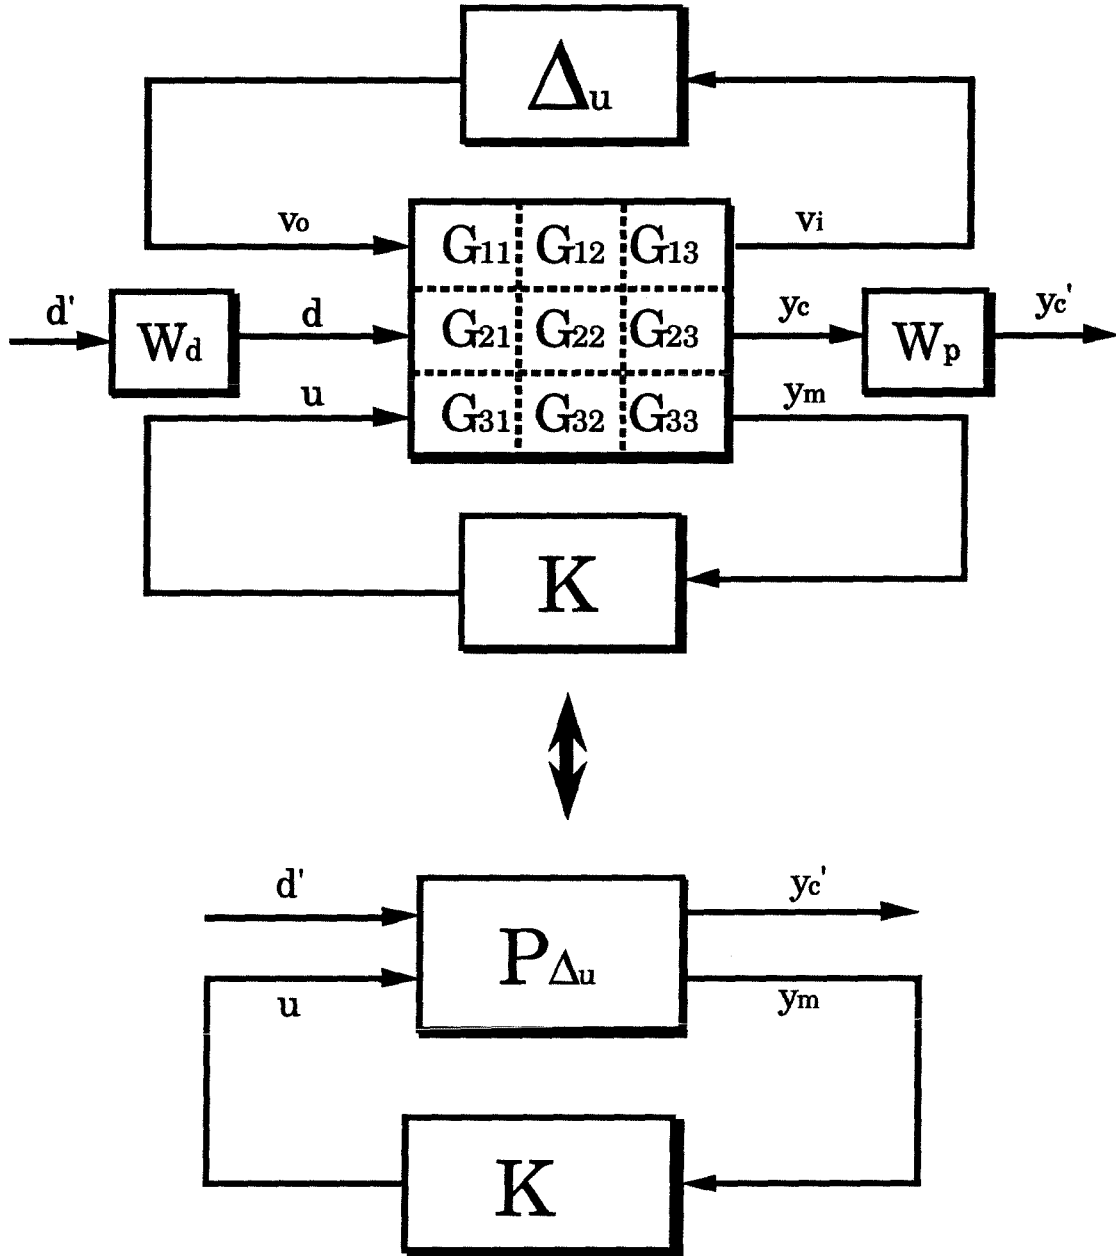 Δu
vo
vi
G11 G12 G13
d'
Wd
d
G21 G22 G23
yc
Wp
yc'
u
G31 G32 G33
ym
K
d'
yc'
PΔu
u
ym
K